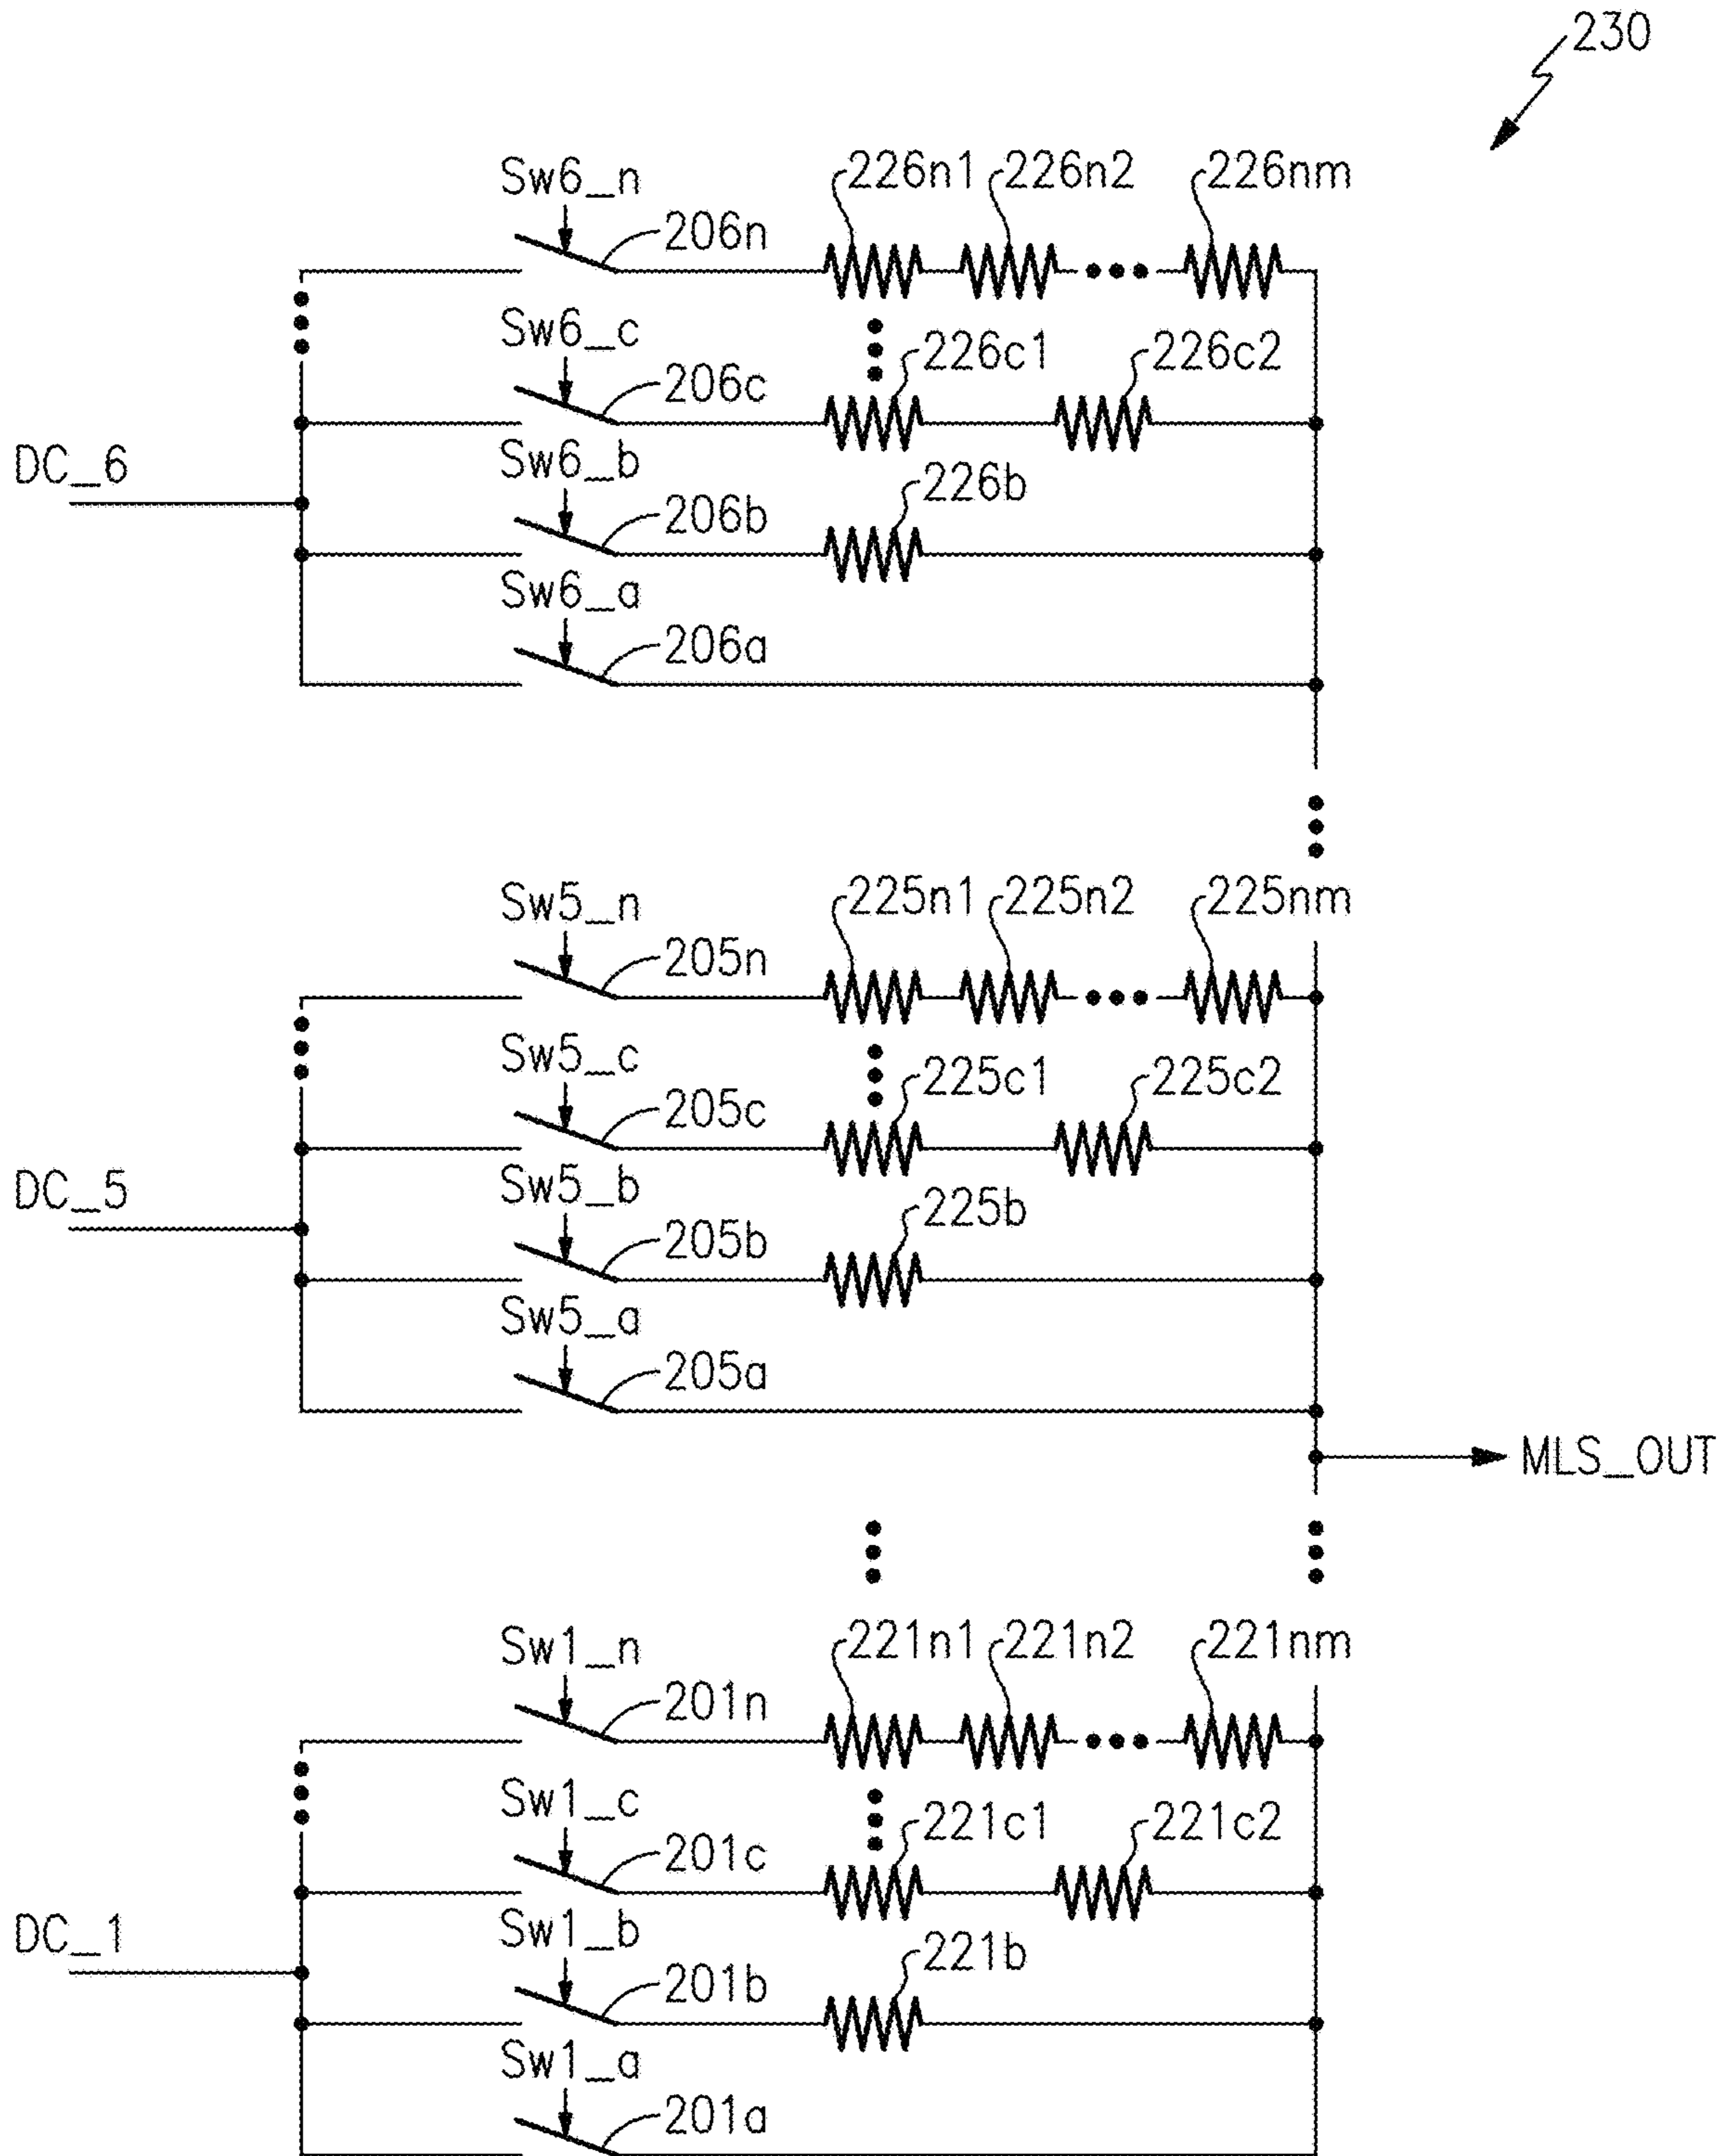 230
226n1 226n2 226nm
Sw6_n
206n
Sw6_c
226c1 226c2
206c
DC_6
Sw6_b
226b
206b
Sw6_a
206a
225n1 225n2 225nm
Sw5_n
205n
Sw5_c
225c1 225c2
205c
DC_5
Sw5_b
225b
205b
Sw5_a
205a
MLS_OUT
221n1 221n2 221nm
Sw1_n
201n
Sw1_c
221c1 221c2
201c
DC_1
Sw1_b
221b
201b
Sw1_a
201a